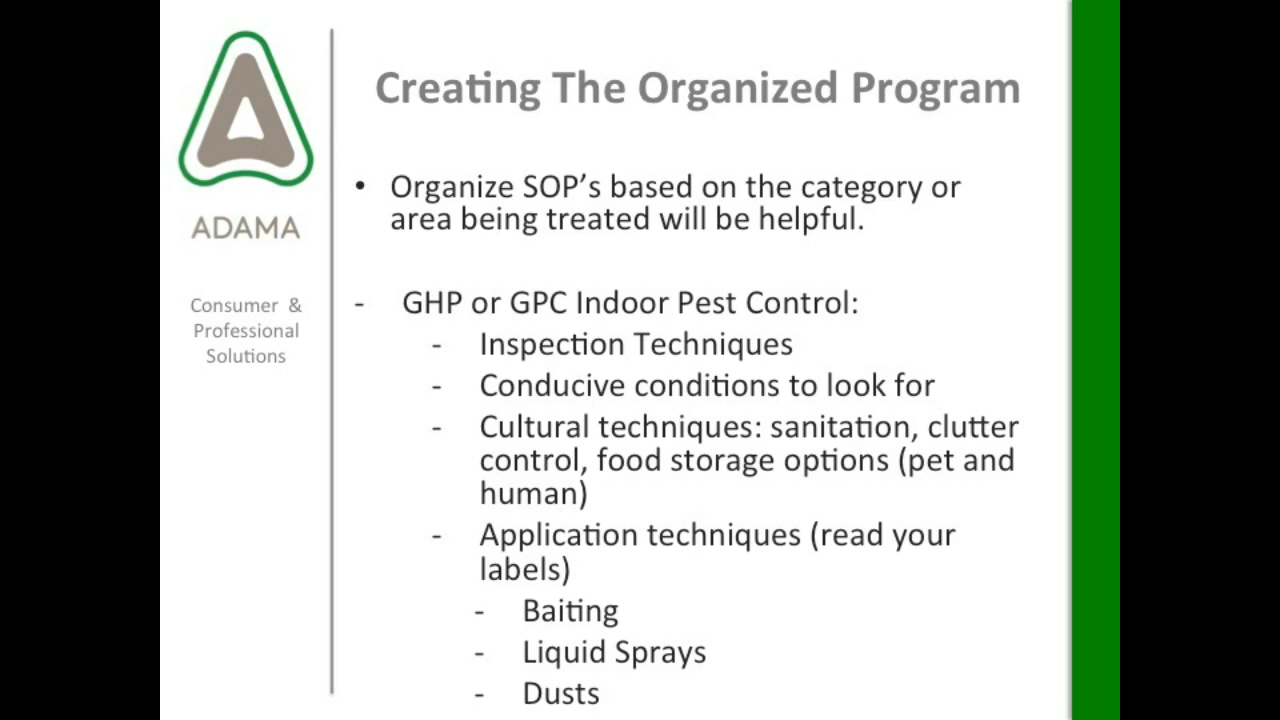 Creating The Organized Program
ADAMA
Consumer &
Professional
Solutions
• Organize SOP’s based on the category or
area being treated will be helpful.
- GHP or GPC Indoor Pest Control:
- Inspection Techniques
- Conducive conditions to look for
- Cultural techniques: sanitation, clutter
control, food storage options (pet and
human)
- Application techniques (read your
labels)
- Baiting
- Liquid Sprays
- Dusts